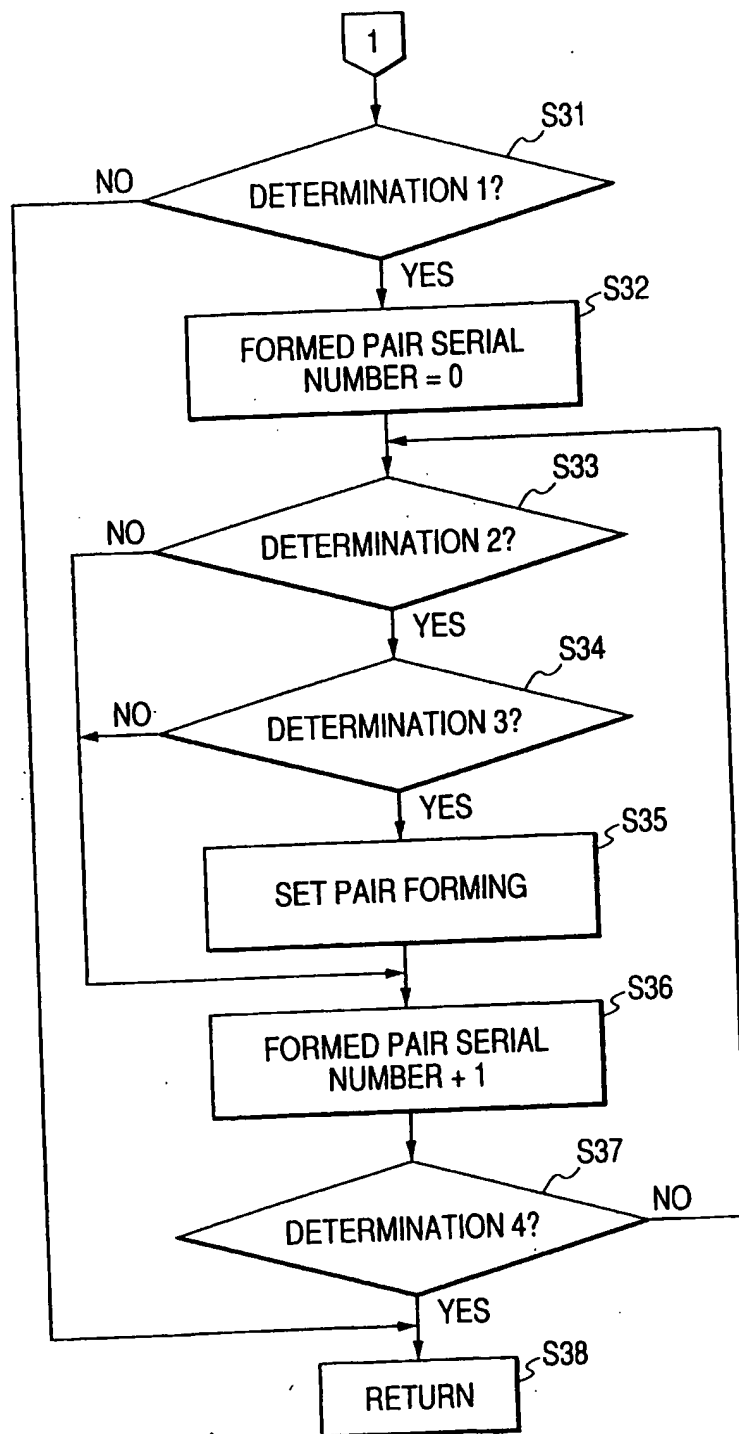 1
S31
NO
DETERMINATION 1?
YES
S32
FORMED PAIR SERIAL
NUMBER = 0
S33
NO
DETERMINATION 2?
YES
S34
NO
DETERMINATION 3?
YES
S35
SET PAIR FORMING
S36
FORMED PAIR SERIAL
NUMBER + 1
S37
NO
DETERMINATION 4?
YES
S38
RETURN